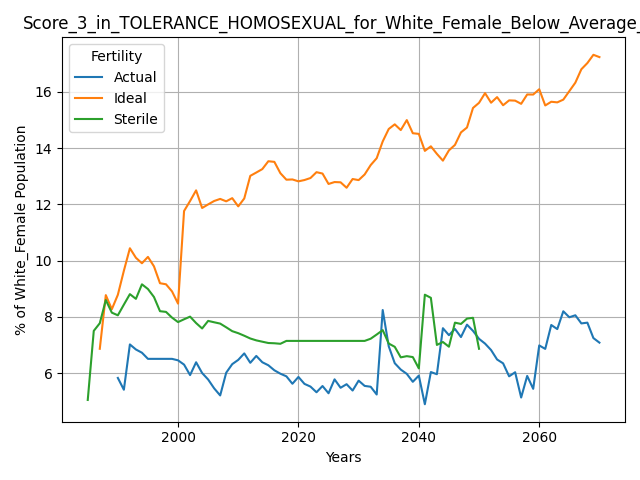 Score_3_in_TOLERANCE_HOMOSEXUAL_for_White_Female_Below_Average_
Fertility
Actual
Ideal
Sterile
% of White_Female Population
16
14
12
10
8
6
2000 2020 2040 2060
Years